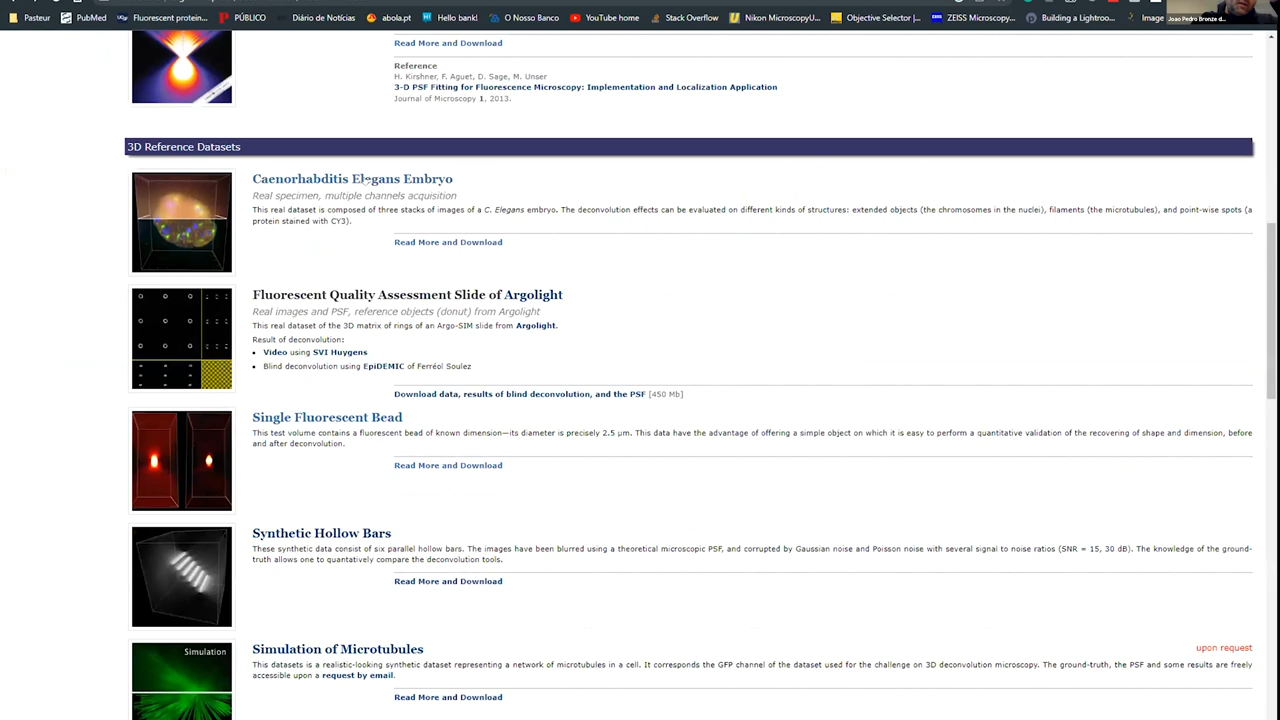 Pasteur PubMed Fluorescent protein... PÚBLICO Diário de Notícias abola.pt Hello bank! O Nosso Banco YouTube home Stack Overflow Nikon MicroscopyU... Objective Selector |... ZEISS Microscopy... Building a Lightroo... Image
Joao Pedro Bronze d...
Read More and Download
Reference
H. Kirshner, F. Aguet, D. Sage, M. Unser
3-D PSF Fitting for Fluorescence Microscopy: Implementation and Localization Application
Journal of Microscopy 1, 2013.
3D Reference Datasets
Caenorhabditis Elegans Embryo
Real specimen, multiple channels acquisition
This real dataset is composed of three stacks of images of a C. Elegans embryo. The deconvolution effects can be evaluated on different kinds of structures: extended objects (the chromosomes in the nuclei), filaments (the microtubules), and point-wise spots (a
protein stained with CY3).
Read More and Download
Fluorescent Quality Assessment Slide of Argolight
Real images and PSF, reference objects (donut) from Argolight
This real dataset of the 3D matrix of rings of an Argo-SIM slide from Argolight.
Result of deconvolution:
• Video using SVI Huygens
• Blind deconvolution using EpiDEMIC of Ferréol Soulez
Download data, results of blind deconvolution, and the PSF [450 Mb]
Single Fluorescent Bead
This test volume contains a fluorescent bead of known dimension—its diameter is precisely 2.5 µm. This data have the advantage of offering a simple object on which it is easy to perform a quantitative validation of the recovering of shape and dimension, before
and after deconvolution.
Read More and Download
Synthetic Hollow Bars
These synthetic data consist of six parallel hollow bars. The images have been blurred using a theoretical microscopic PSF, and corrupted by Gaussian noise and Poisson noise with several signal to noise ratios (SNR = 15, 30 dB). The knowledge of the ground-
truth allows one to quantatively compare the deconvolution tools.
Read More and Download
Simulation
Simulation of Microtubules
upon request
This datasets is a realistic-looking synthetic dataset representing a network of microtubules in a cell. It corresponds the GFP channel of the dataset used for the challenge on 3D deconvolution microscopy. The ground-truth, the PSF and some results are freely
accessible upon a request by email.
Read More and Download